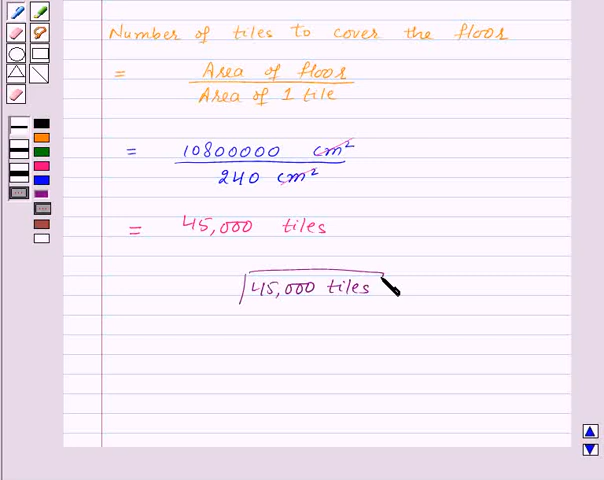 Number of tiles to cover the floor
= Area of floor
Area of 1 tile
= 10800000 cm²
240 cm²
= 45,000 tiles
45,000 tiles